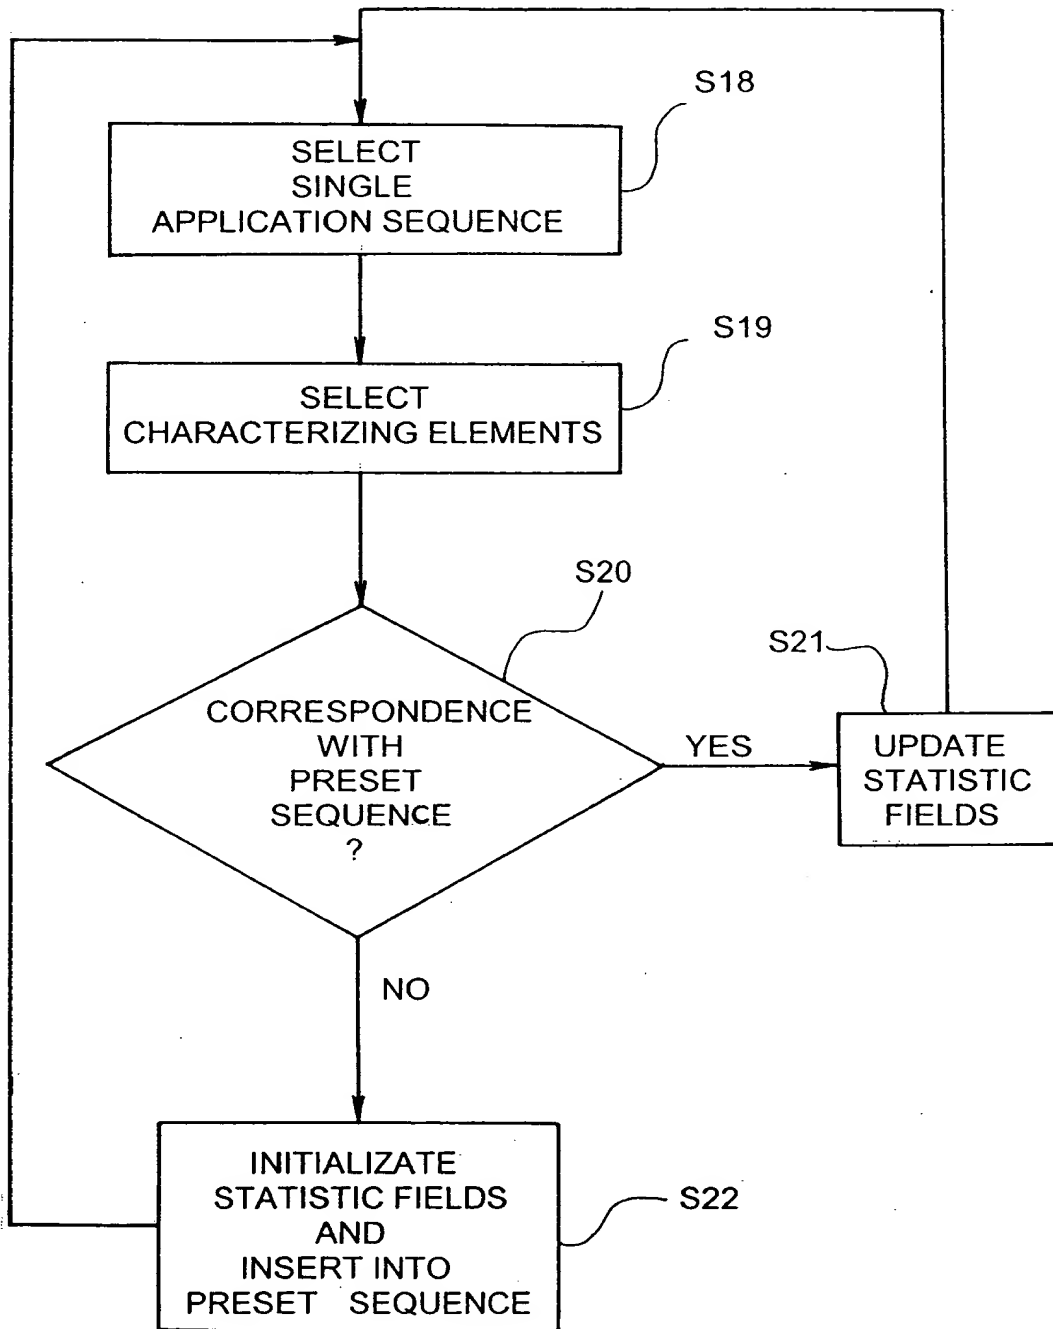 S18
SELECT
SINGLE
APPLICATION SEQUENCE
S19
SELECT
CHARACTERIZING ELEMENTS
S20
CORRESPONDENCE
WITH
PRESET
SEQUENCE
?
YES
S21
UPDATE
STATISTIC
FIELDS
NO
INITIALIZATE
STATISTIC FIELDS
AND
INSERT INTO
PRESET SEQUENCE
S22